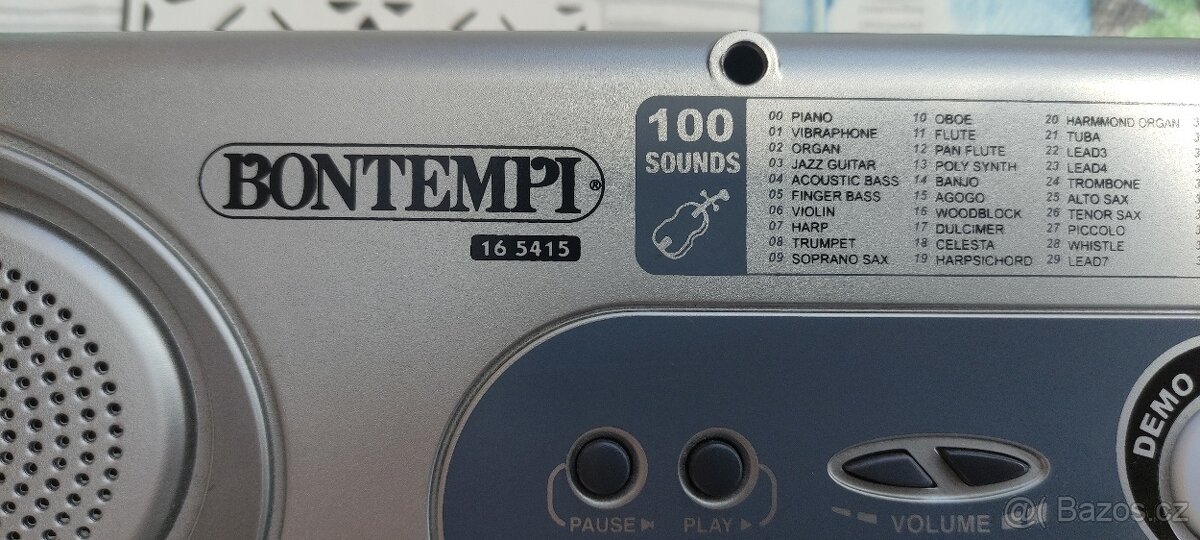 BONTEMPI®
16 5415
100
SOUNDS
00 PIANO
01 VIBRAPHONE
02 ORGAN
03 JAZZ GUITAR
04 ACOUSTIC BASS
05 FINGER BASS
06 VIOLIN
07 HARP
08 TRUMPET
09 SOPRANO SAX
10 OBOE
11 FLUTE
12 PAN FLUTE
13 POLY SYNTH
14 BANJO
15 AGOGO
16 WOODBLOCK
17 DULCIMER
18 CELESTA
19 HARPSICHORD
20 HARMMOND ORGAN
21 TUBA
22 LEAD3
23 LEAD4
24 TROMBONE
25 ALTO SAX
26 TENOR SAX
27 PICCOLO
28 WHISTLE
29 LEAD7
PAUSE
PLAY
VOLUME
DEMO
Bazos.cz